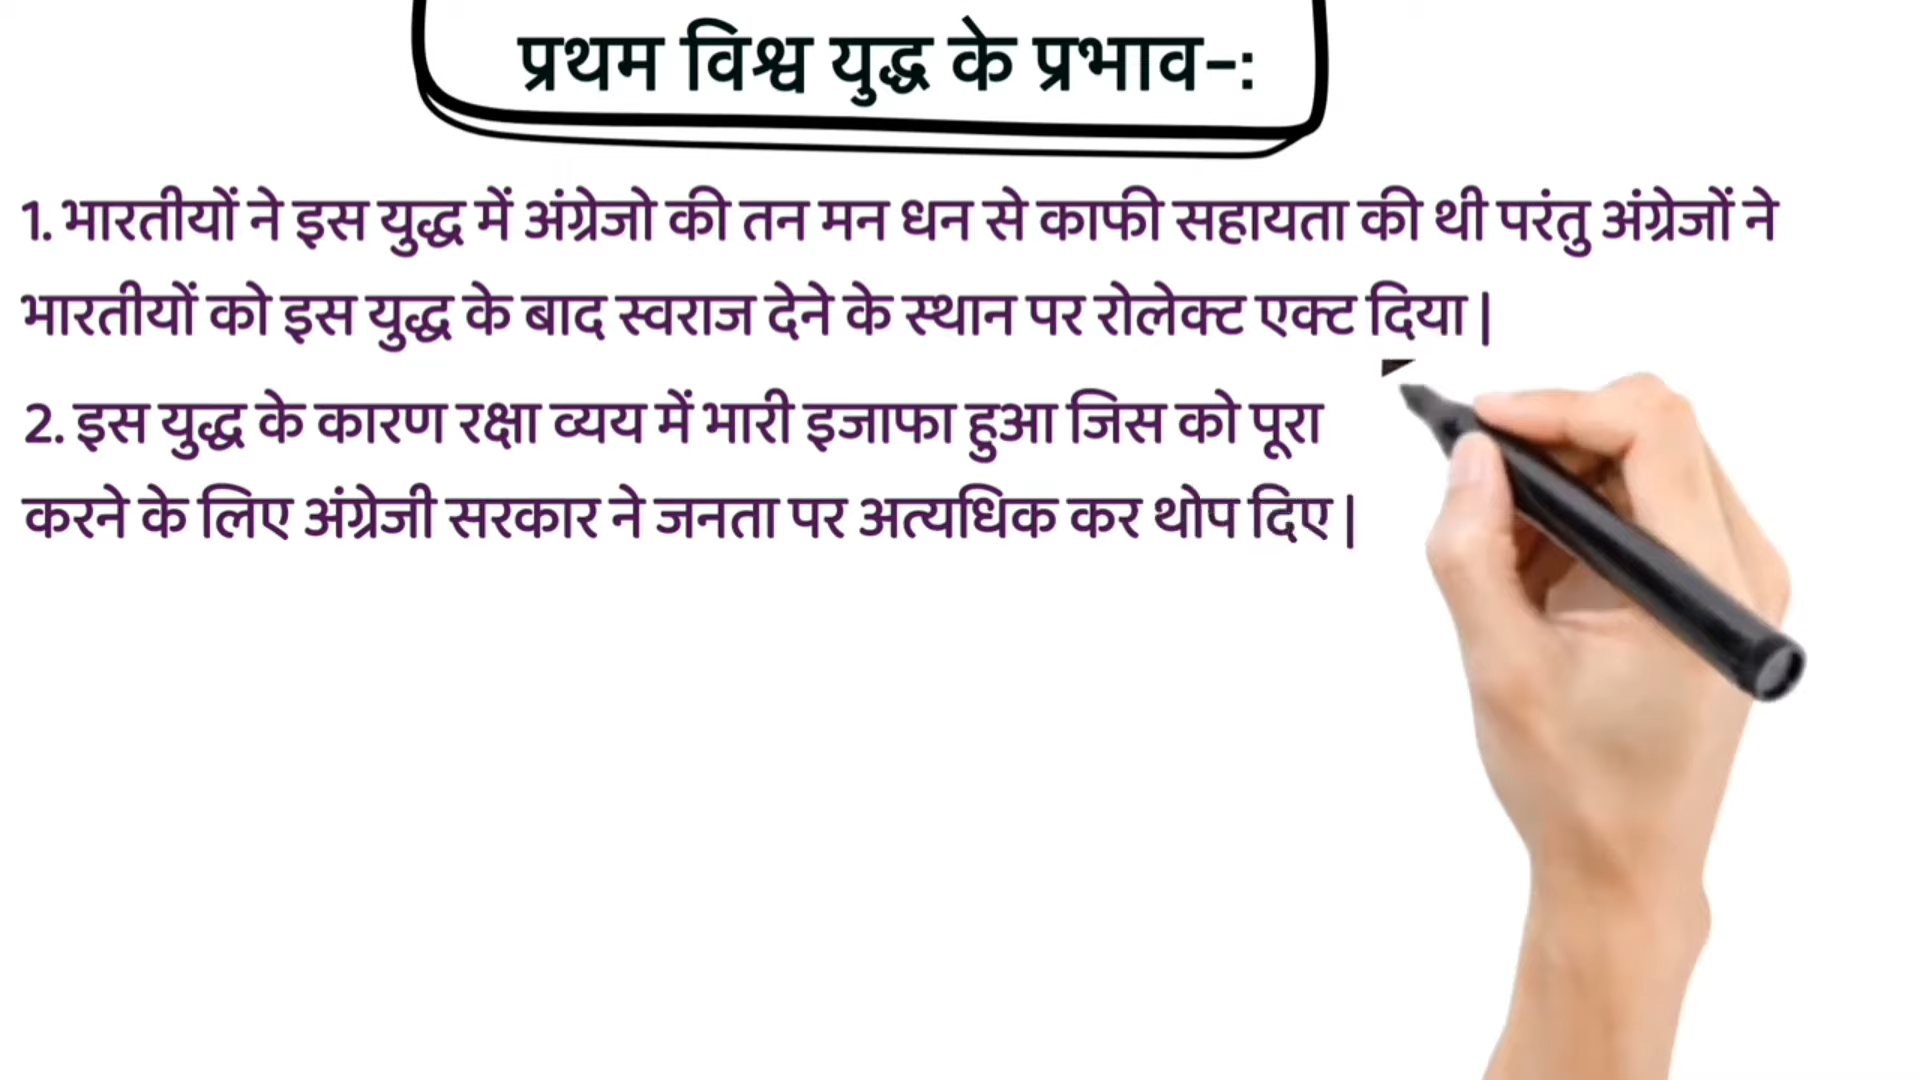 प्रथम विश्व युद्ध के प्रभाव-:
1. भारतीयों ने इस युद्ध में अंग्रेजो की तन मन धन से काफी सहायता की थी परंतु अंग्रेजों ने
भारतीयों को इस युद्ध के बाद स्वराज देने के स्थान पर रोलेक्ट एक्ट दिया |
2. इस युद्ध के कारण रक्षा व्यय में भारी इजाफा हुआ जिस को पूरा
करने के लिए अंग्रेजी सरकार ने जनता पर अत्यधिक कर थोप दिए |